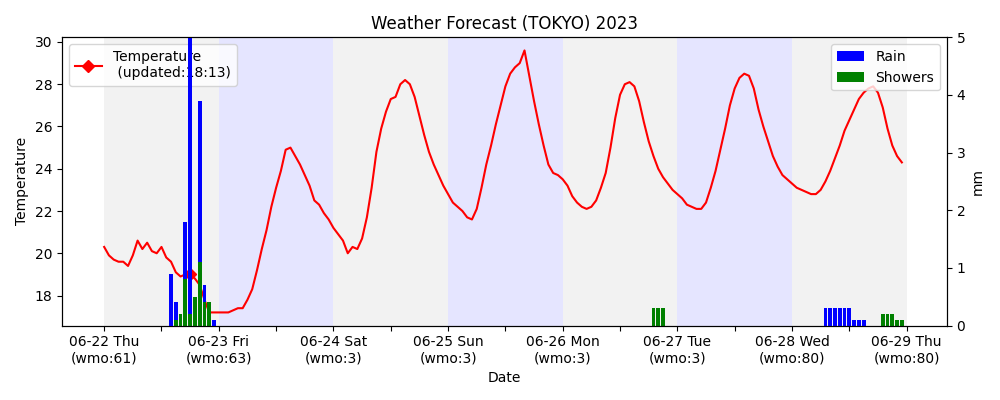 Weather Forecast (TOKYO) 2023
Temperature
(updated:18:13)
Rain
Showers
30
28
26
24
22
20
18
Temperature
5
4
3
2
1
0
mm
06-22 Thu
(wmo:61)
06-23 Fri
(wmo:63)
06-24 Sat
(wmo:3)
06-25 Sun
(wmo:3)
06-26 Mon
(wmo:3)
06-27 Tue
(wmo:3)
06-28 Wed
(wmo:80)
06-29 Thu
(wmo:80)
Date